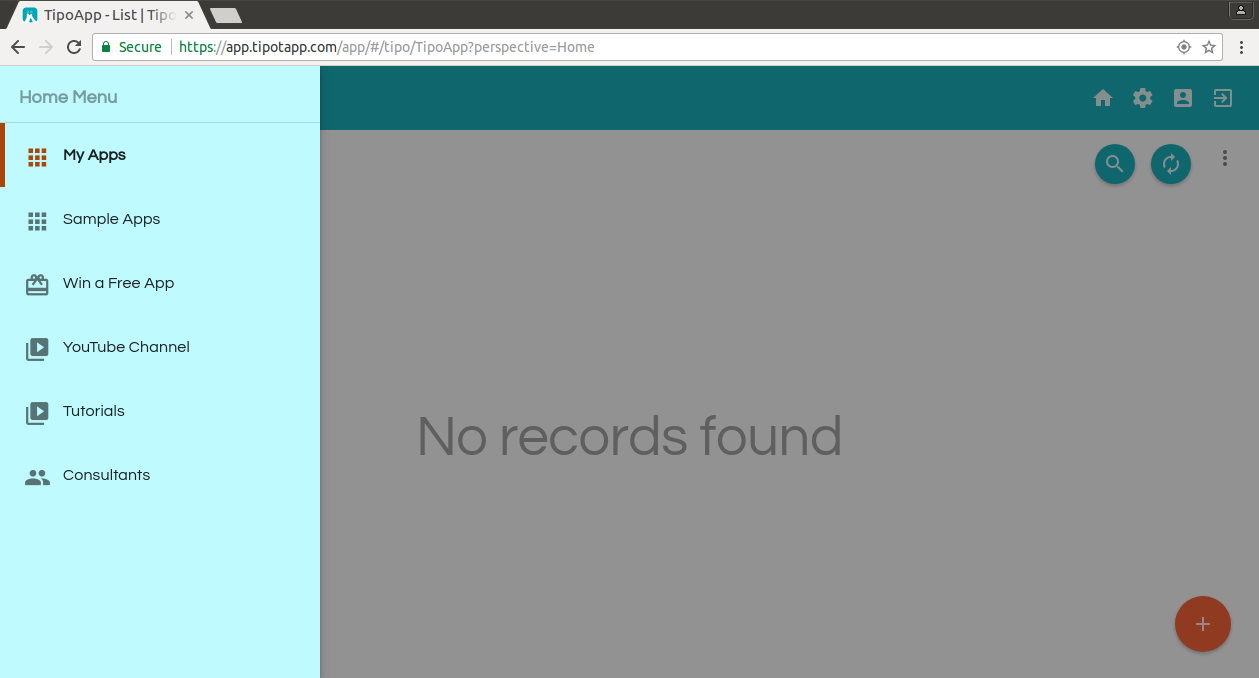 TipoApp - List | Tipo
Secure
https://app.tipotapp.com/app/#/tipo/TipoApp?perspective=Home
Home Menu
My Apps
Sample Apps
Win a Free App
YouTube Channel
Tutorials
Consultants
No records found